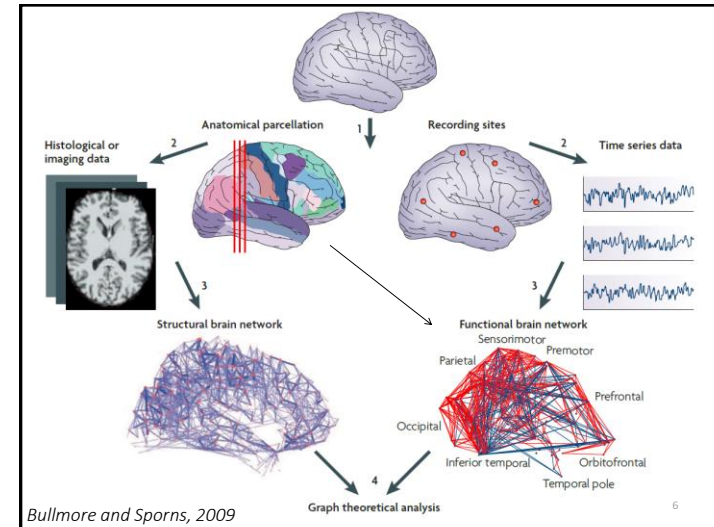 Anatomical parcellation
1
Recording sites
Histological or
imaging data
2
2
Time series data
3
3
Structural brain network
Functional brain network
Sensorimotor
Premotor
Parietal
Prefrontal
Occipital
Inferior temporal
Orbitofrontal
Temporal pole
4
Graph theoretical analysis
Bullmore and Sporns, 2009
6